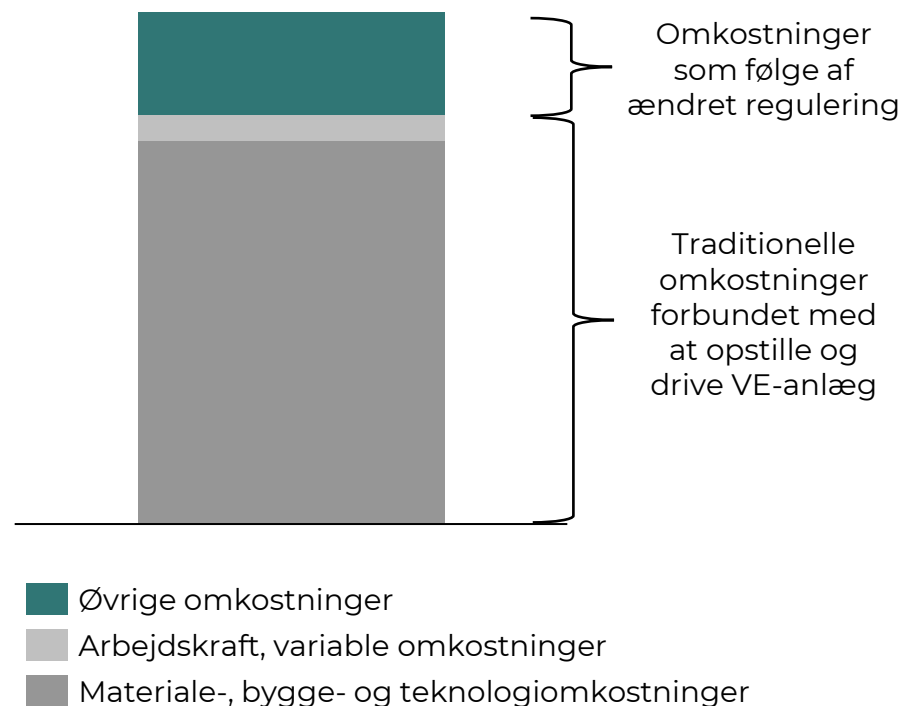 Omkostninger
som følge af
ændret regulering
Traditionelle
omkostninger
forbundet med
at opstille og
drive VE-anlæg
Øvrige omkostninger
Arbejdskraft, variable omkostninger
Materiale-, bygge- og teknologiomkostninger